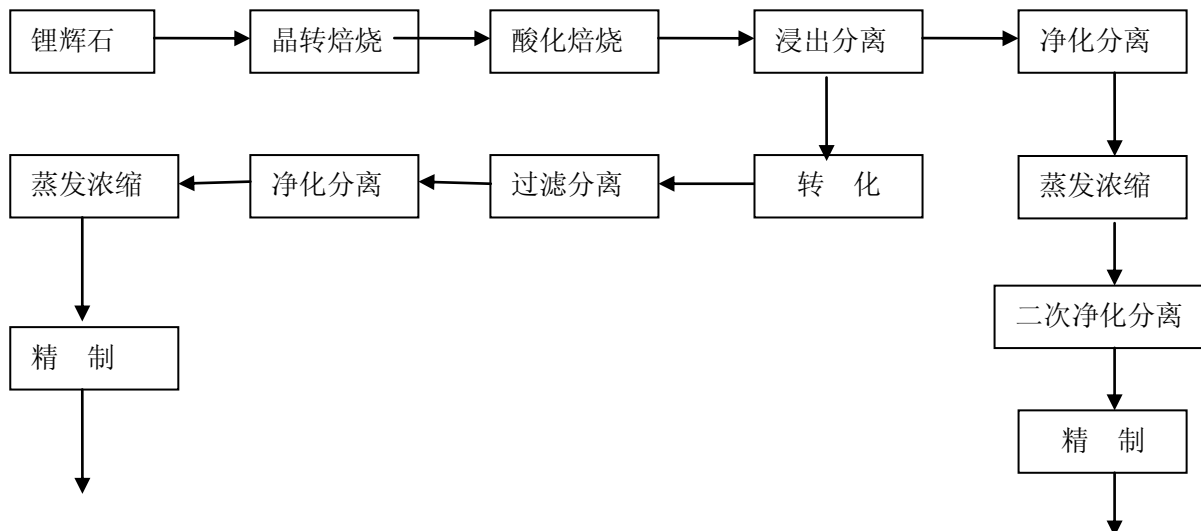 锂辉石
晶转焙烧
酸化焙烧
浸出分离
净化分离
蒸发浓缩
净化分离
过滤分离
转 化
蒸发浓缩
二次净化分离
精 制
精 制